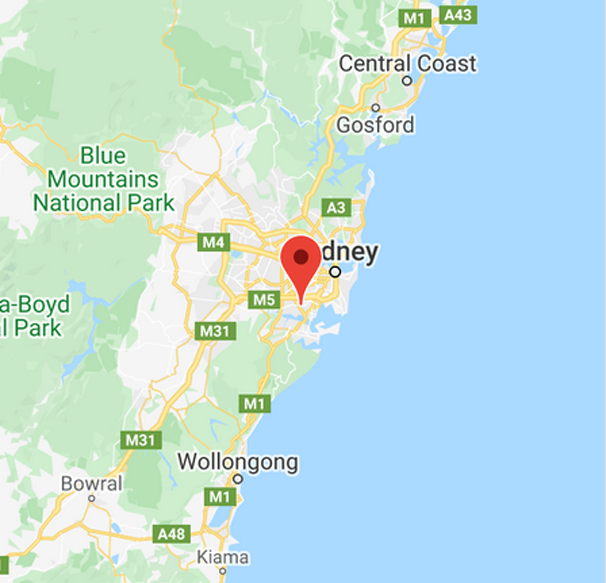 M1
A43
Central Coast
Gosford
Blue
Mountains
National Park
A3
M4
dney
a-Boyd
al Park
M5
M31
M1
M31
Wollongong
Bowral
M1
A48
Kiama